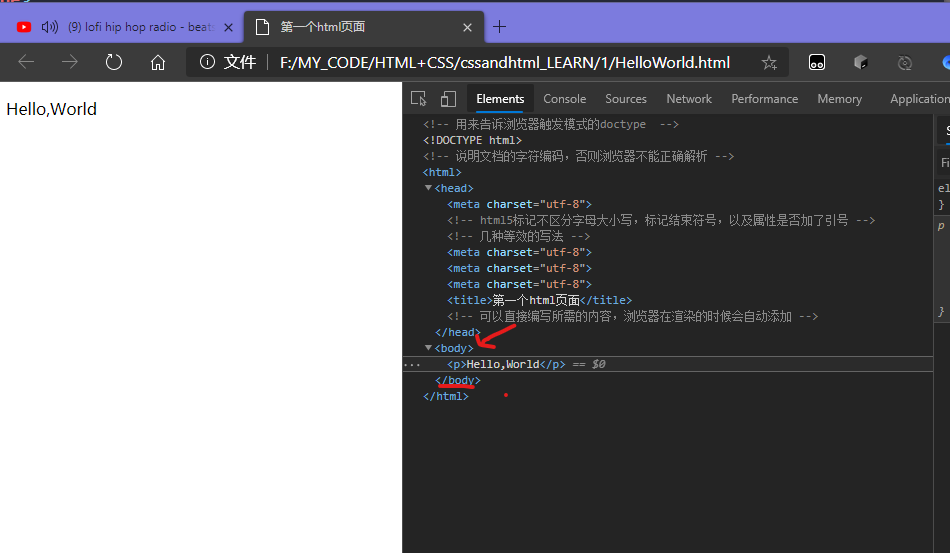 (9) lofi hip hop radio - beats
第一个html页面
文件
F:/MY_CODE/HTML+CSS/cssandhtml_LEARN/1/HelloWorld.html
Hello,World
Elements Console Sources Network Performance Memory Application
<!-- 用来告诉浏览器触发模式的doctype  -->
<!DOCTYPE html>
<!-- 说明文档的字符编码，否则浏览器不能正确解析 -->
<html>
<head>
<meta charset="utf-8">
<!-- html5标记不区分字母大小写，标记结束符号，以及属性是否加了引号 -->
<!-- 几种等效的写法 -->
<meta charset="utf-8">
<meta charset="utf-8">
<meta charset="utf-8">
<title>第一个html页面</title>
<!-- 可以直接编写所需的内容，浏览器在渲染的时候会自动添加 -->
</head>
<body>
··· <p>Hello,World</p> == $0
</body>
</html>
Fi
el
}
p
}